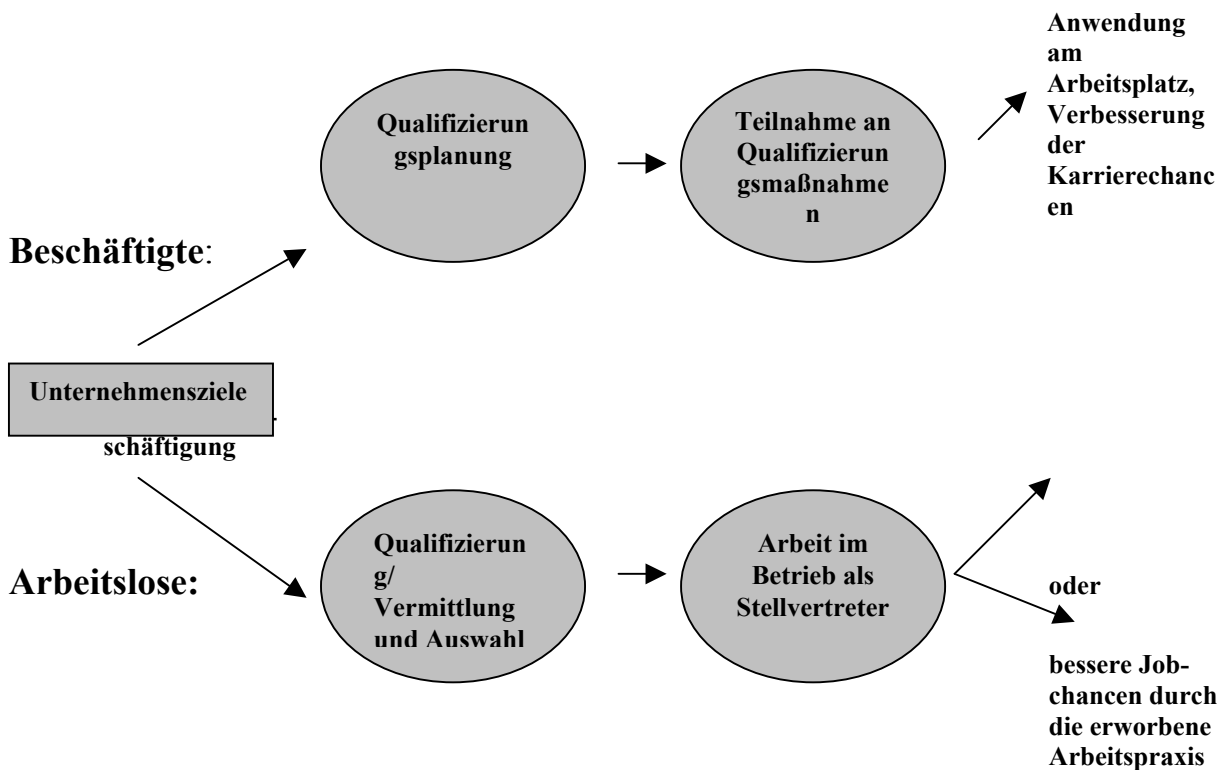 Anwendung
am
Arbeitsplatz,
Verbesserung
der
Karrierechanc
en
Qualifizierun
gsplanung
Teilnahme an
Qualifizierun
gsmaßnahme
n
Beschäftigte:
Unternehmensziele
schäftigung
Arbeitslose:
Qualifizierun
g/
Vermittlung
und Auswahl
Arbeit im
Betrieb als
Stellvertreter
oder
bessere Job-
chancen durch
die erworbene
Arbeitspraxis